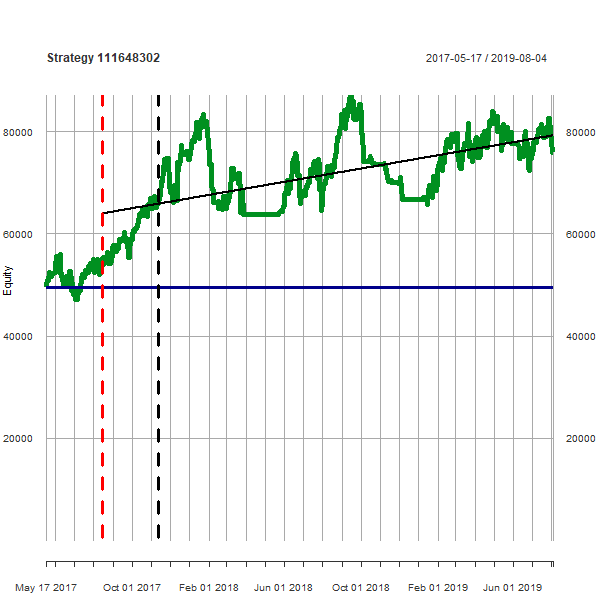 Strategy 111648302
2017-05-17 / 2019-08-04
80000
80000
60000
60000
Equity
40000
40000
20000
20000
May 17 2017
Oct 01 2017
Feb 01 2018
Jun 01 2018
Oct 01 2018
Feb 01 2019
Jun 01 2019